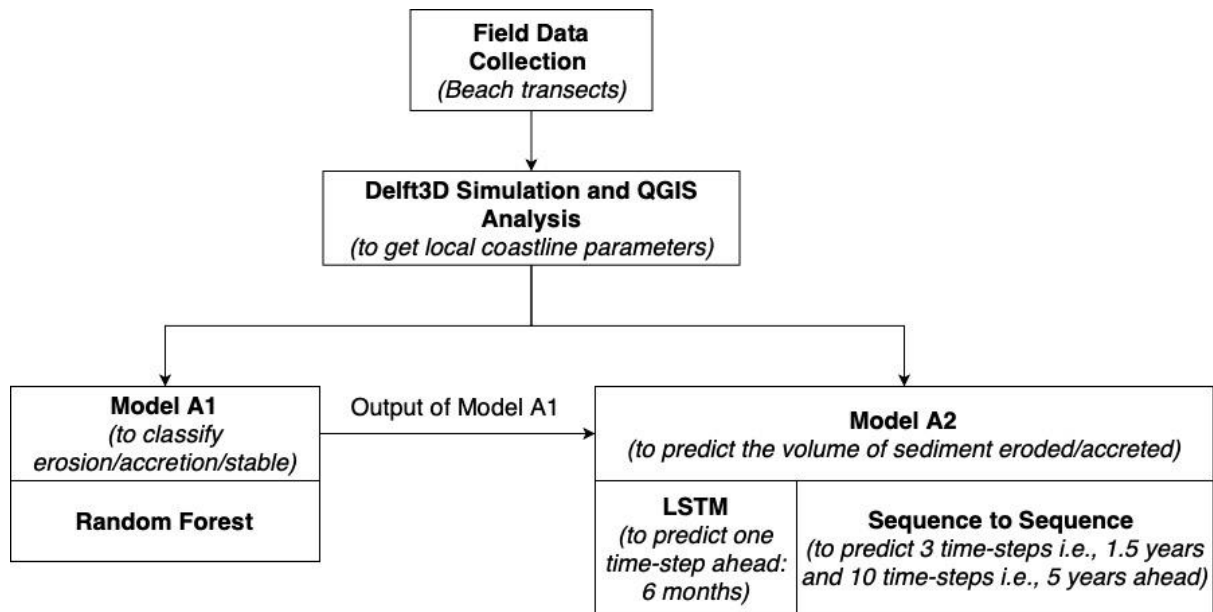 Field Data
Collection
(Beach transects)
Delft3D Simulation and QGIS
Analysis
(to get local coastline parameters)
Model A1
(to classify
erosion/accretion/stable)
Random Forest
Output of Model A1
Model A2
(to predict the volume of sediment eroded/accreted)
LSTM
(to predict one
time-step ahead:
6 months)
Sequence to Sequence
(to predict 3 time-steps i.e., 1.5 years
and 10 time-steps i.e., 5 years ahead)